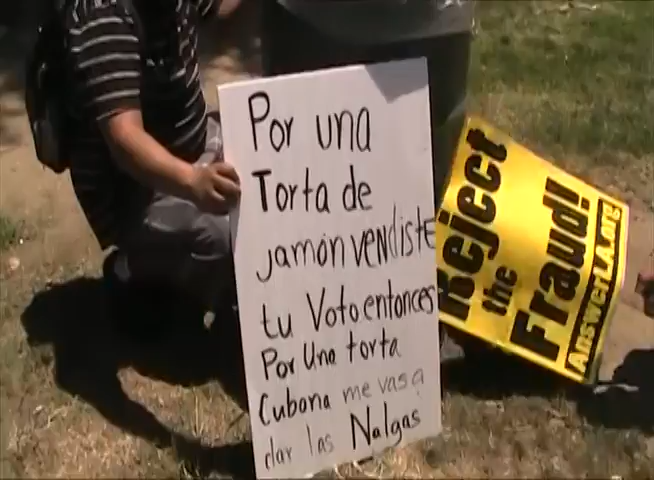 Por una
Torta de
jamón vendiste
tu Voto entonces
Por Una torta
Cubana me vas a
dar las Nalgas
Reject
the
Fraud!
AnswerLA.org